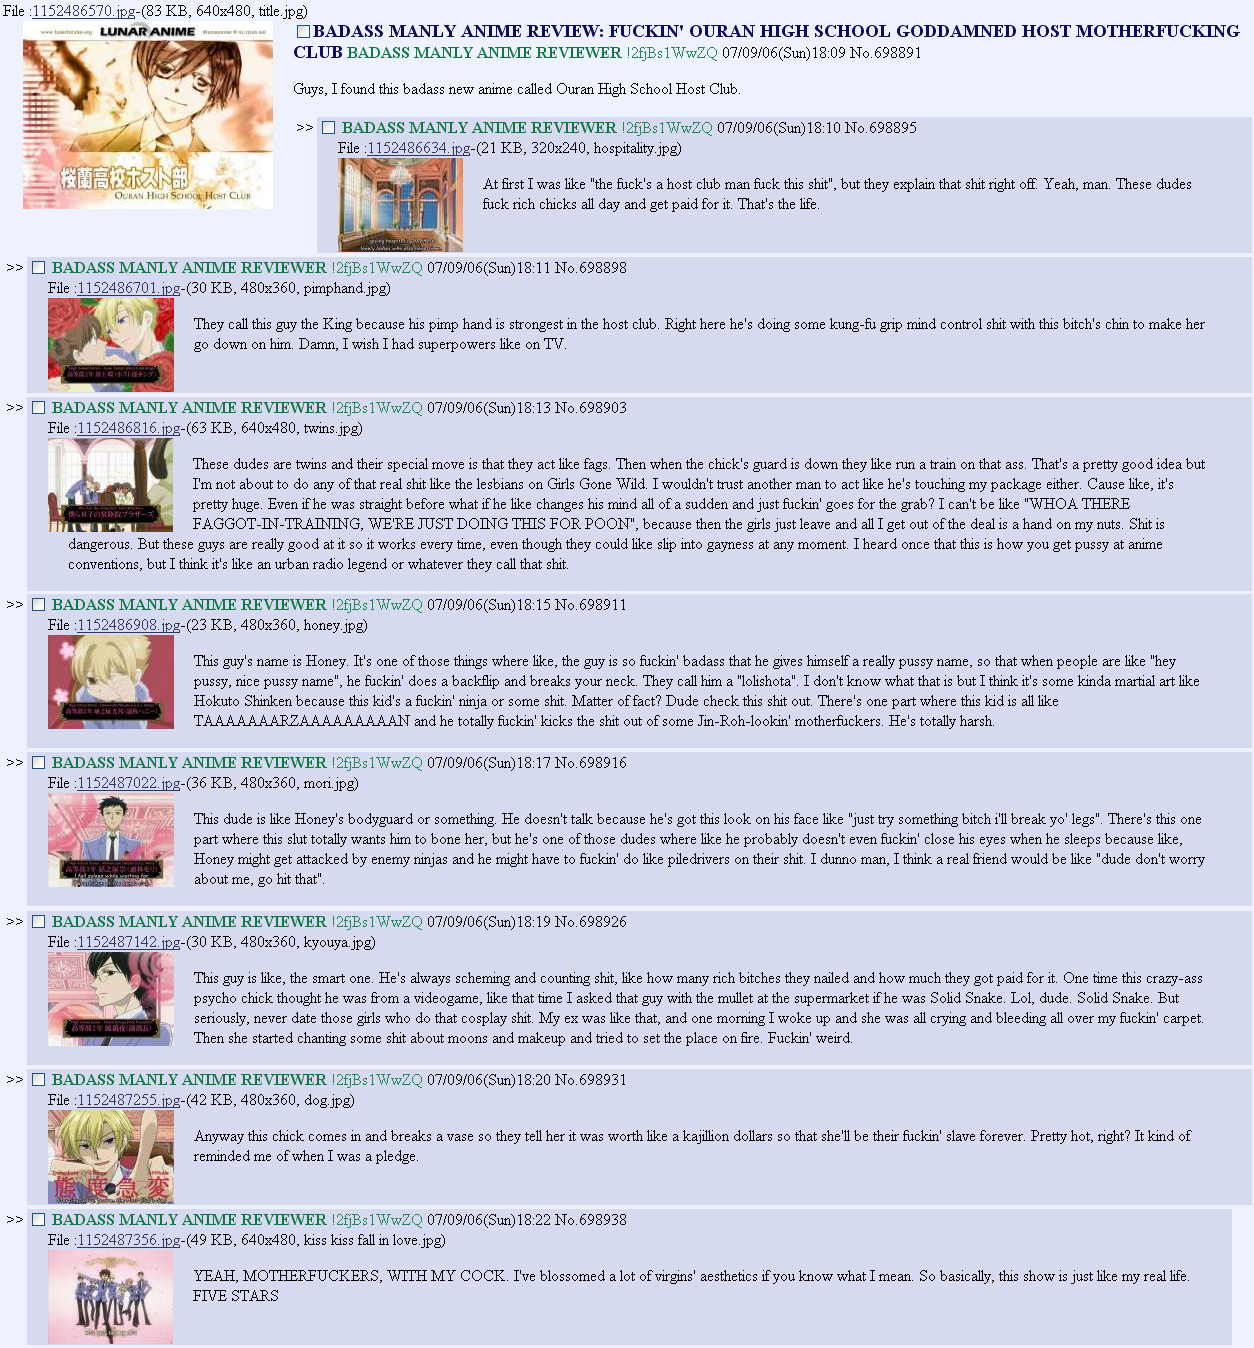 File :1152486570.jpg-(83 KB, 640x480, title.jpg)
LUNAR ANIME
桜蘭高校ホスト部
OURAN HIGH SCHOOL HOST CLUB
BADASS MANLY ANIME REVIEW: FUCKIN' OURAN HIGH SCHOOL GODDAMNED HOST MOTHERFUCKING
CLUB BADASS MANLY ANIME REVIEWER !2fjBs1WwZQ 07/09/06(Sun)18:09 No.698891
Guys, I found this badass new anime called Ouran High School Host Club.
>> BADASS MANLY ANIME REVIEWER !2fjBs1WwZQ 07/09/06(Sun)18:10 No.698895
File :1152486634.jpg-(21 KB, 320x240, hospitality.jpg)
At first I was like "the fuck's a host club man fuck this shit", but they explain that shit right off. Yeah, man. These dudes
fuck rich chicks all day and get paid for it. That's the life.
>> BADASS MANLY ANIME REVIEWER !2fjBs1WwZQ 07/09/06(Sun)18:11 No.698898
File :1152486701.jpg-(30 KB, 480x360, pimphand.jpg)
They call this guy the King because his pimp hand is strongest in the host club. Right here he's doing some kung-fu grip mind control shit with this bitch's chin to make her
go down on him. Damn, I wish I had superpowers like on TV.
>> BADASS MANLY ANIME REVIEWER !2fjBs1WwZQ 07/09/06(Sun)18:13 No.698903
File :1152486816.jpg-(63 KB, 640x480, twins.jpg)
These dudes are twins and their special move is that they act like fags. Then when the chick's guard is down they like run a train on that ass. That's a pretty good idea but
I'm not about to do any of that real shit like the lesbians on Girls Gone Wild. I wouldn't trust another man to act like he's touching my package either. Cause like, it's
pretty huge. Even if he was straight before what if he like changes his mind all of a sudden and just fuckin' goes for the grab? I can't be like "WHOA THERE
FAGGOT-IN-TRAINING, WE'RE JUST DOING THIS FOR POON", because then the girls just leave and all I get out of the deal is a hand on my nuts. Shit is
dangerous. But these guys are really good at it so it works every time, even though they could like slip into gayness at any moment. I heard once that this is how you get pussy at anime
conventions, but I think it's like an urban radio legend or whatever they call that shit.
>> BADASS MANLY ANIME REVIEWER !2fjBs1WwZQ 07/09/06(Sun)18:15 No.698911
File :1152486908.jpg-(23 KB, 480x360, honey.jpg)
This guy's name is Honey. It's one of those things where like, the guy is so fuckin' badass that he gives himself a really pussy name, so that when people are like "hey
pussy, nice pussy name", he fuckin' does a backflip and breaks your neck. They call him a "lolishota". I don't know what that is but I think it's some kinda martial art like
Hokuto Shinken because this kid's a fuckin' ninja or some shit. Matter of fact? Dude check this shit out. There's one part where this kid is all like
TAAAAAAARZAAAAAAAAAN and he totally fuckin' kicks the shit out of some Jin-Roh-lookin' motherfuckers. He's totally harsh.
>> BADASS MANLY ANIME REVIEWER !2fjBs1WwZQ 07/09/06(Sun)18:17 No.698916
File :1152487022.jpg-(36 KB, 480x360, mori.jpg)
This dude is like Honey's bodyguard or something. He doesn't talk because he's got this look on his face like "just try something bitch i'll break yo' legs". There's this one
part where this slut totally wants him to bone her, but he's one of those dudes where like he probably doesn't even fuckin' close his eyes when he sleeps because like,
Honey might get attacked by enemy ninjas and he might have to fuckin' do like piledrivers on their shit. I dunno man, I think a real friend would be like "dude don't worry
about me, go hit that".
>> BADASS MANLY ANIME REVIEWER !2fjBs1WwZQ 07/09/06(Sun)18:19 No.698926
File :1152487142.jpg-(30 KB, 480x360, kyouya.jpg)
This guy is like, the smart one. He's always scheming and counting shit, like how many rich bitches they nailed and how much they got paid for it. One time this crazy-ass
psycho chick thought he was from a videogame, like that time I asked that guy with the mullet at the supermarket if he was Solid Snake. Lol, dude. Solid Snake. But
seriously, never date those girls who do that cosplay shit. My ex was like that, and one morning I woke up and she was all crying and bleeding all over my fuckin' carpet.
Then she started chanting some shit about moons and makeup and tried to set the place on fire. Fuckin' weird.
>> BADASS MANLY ANIME REVIEWER !2fjBs1WwZQ 07/09/06(Sun)18:20 No.698931
File :1152487255.jpg-(42 KB, 480x360, dog.jpg)
態度急変
Anyway this chick comes in and breaks a vase so they tell her it was worth like a kajillion dollars so that she'll be their fuckin' slave forever. Pretty hot, right? It kind of
reminded me of when I was a pledge.
>> BADASS MANLY ANIME REVIEWER !2fjBs1WwZQ 07/09/06(Sun)18:22 No.698938
File :1152487356.jpg-(49 KB, 640x480, kiss kiss fall in love.jpg)
YEAH, MOTHERFUCKERS, WITH MY COCK. I've blossomed a lot of virgins' aesthetics if you know what I mean. So basically, this show is just like my real life.
FIVE STARS